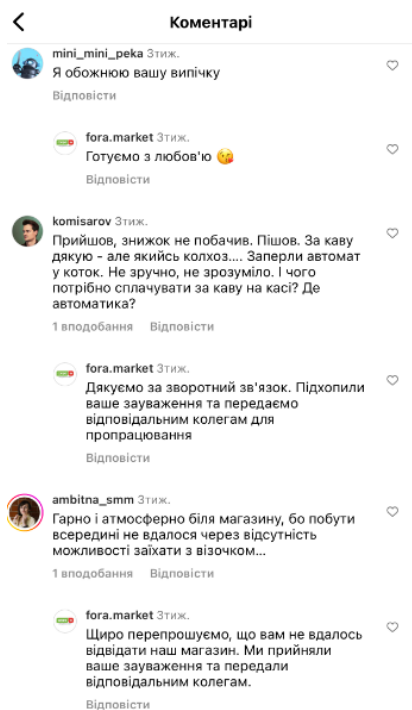 Коментарі
mini_mini_peka 3тиж.
Я обожнюю вашу випічку
Відповісти
fora.market 3тиж.
Готуємо з любов'ю 😘
Відповісти
komisarov 3тиж.
Прийшов, знижок не побачив. Пішов. За каву
дякую - але якийсь колхоз.... Заперли автомат
у коток. Не зручно, не зрозуміло. І чого
потрібно сплачувати за каву на касі? Де
автоматика?
1 вподобання Відповісти
fora.market 3тиж.
Дякуємо за зворотний зв'язок. Підхопили
ваше зауваження та передаємо
відповідальним колегам для
пропрацювання
Відповісти
ambitna_smm 3тиж.
Гарно і атмосферно біля магазину, бо побути
всередині не вдалося через відсутність
можливості заїхати з візочком...
1 вподобання Відповісти
fora.market 3тиж.
Щиро перепрошуємо, що вам не вдалось
відвідати наш магазин. Ми прийняли
ваше зауваження та передали
відповідальним колегам.
Відповісти